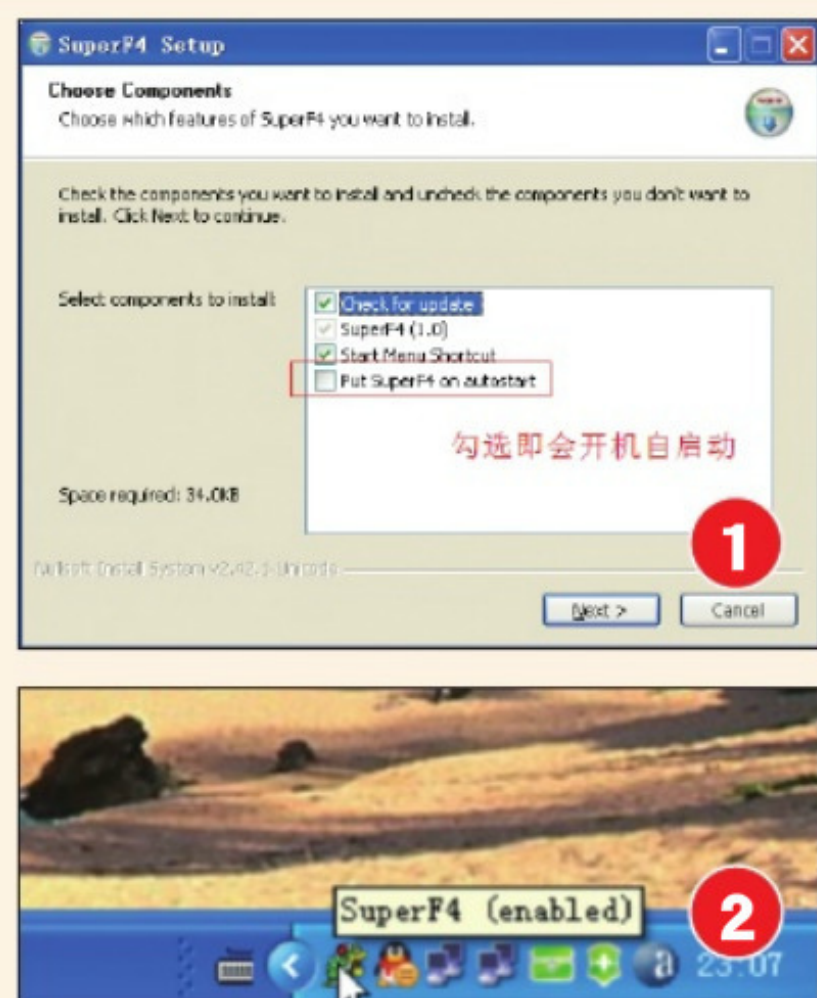 SuperF4 Setup
Choose Components
Choose which features of SuperF4 you want to install.
Check the components you want to install and uncheck the components you don't want to
install. Click Next to continue.
Select components to install:
Check for update
SuperF4 (1.0)
Start Menu Shortcut
Put SuperF4 on autostart
勾选即会开机自启动
Space required: 34.0KB
1
Nullsoft Install System v2.42.1-Unicode
Next >
Cancel
SuperF4 (enabled)
2
a
23:07